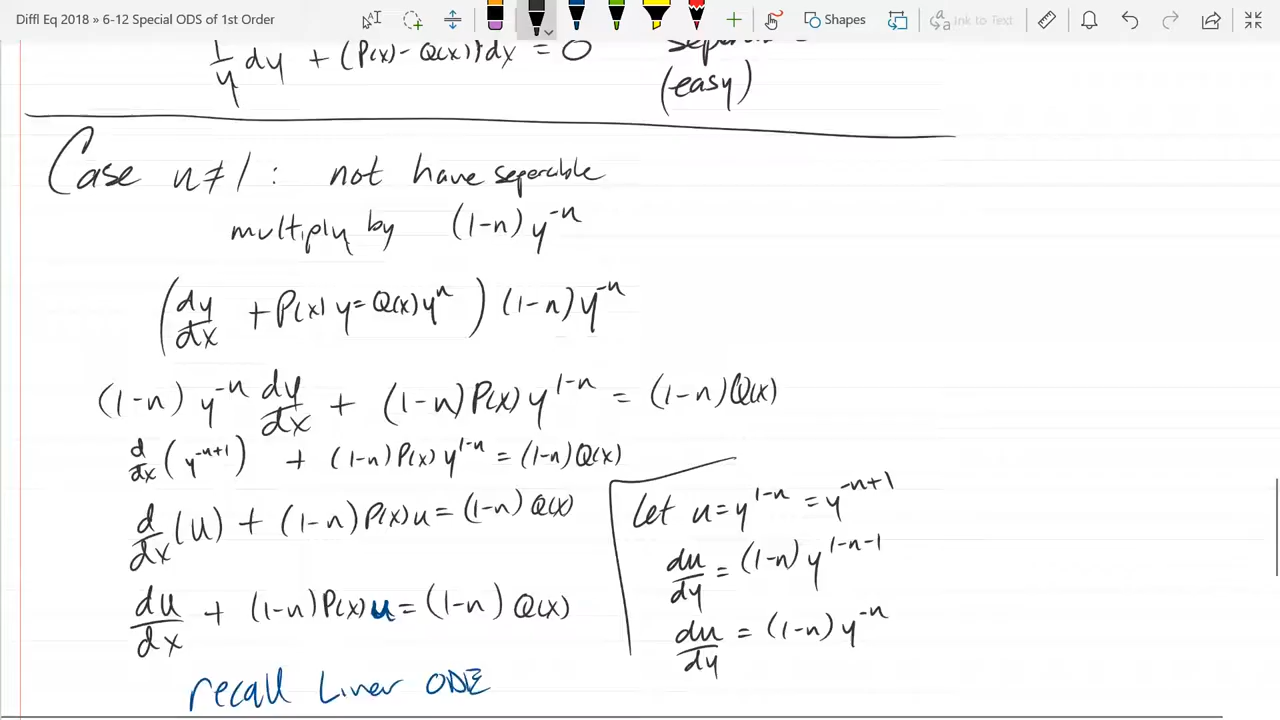 Diffl Eq 2018 » 6-12 Special ODS of 1st Order
Shapes
Ink to Text
1/y dy + (P(x) - Q(x))dx = 0
(easy)
Case n≠1: not have seperable
multiply by (1-n) y^-n
(dy/dx + P(x) y = Q(x) y^n) (1-n) y^-n
(1-n) y^-n dy/dx + (1-n) P(x) y^1-n = (1-n) Q(x)
d/dx (y^-n+1) + (1-n) P(x) y^1-n = (1-n) Q(x)
d/dx (u) + (1-n) P(x) u = (1-n) Q(x)
du/dx + (1-n) P(x) u = (1-n) Q(x)
Let u = y^1-n = y^-n+1
du/dy = (1-n) y^1-n-1
du/dy = (1-n) y^-n
recall Liner ODE